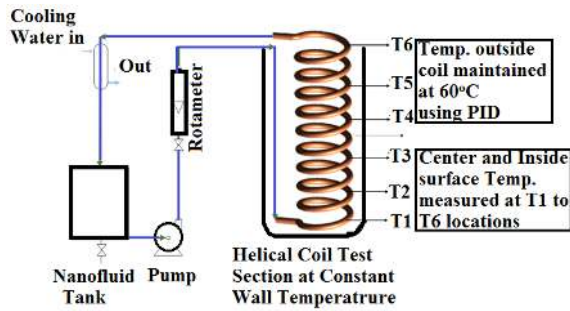 Cooling
Water in
Out
Rotameter
T6
T5
T4
T3
T2
T1
Temp. outside
coil maintained
at 60°C
using PID
Center and Inside
surface Temp.
measured at T1 to
T6 locations
Nanofluid
Tank
Pump
Helical Coil Test
Section at Constant
Wall Temperatrure